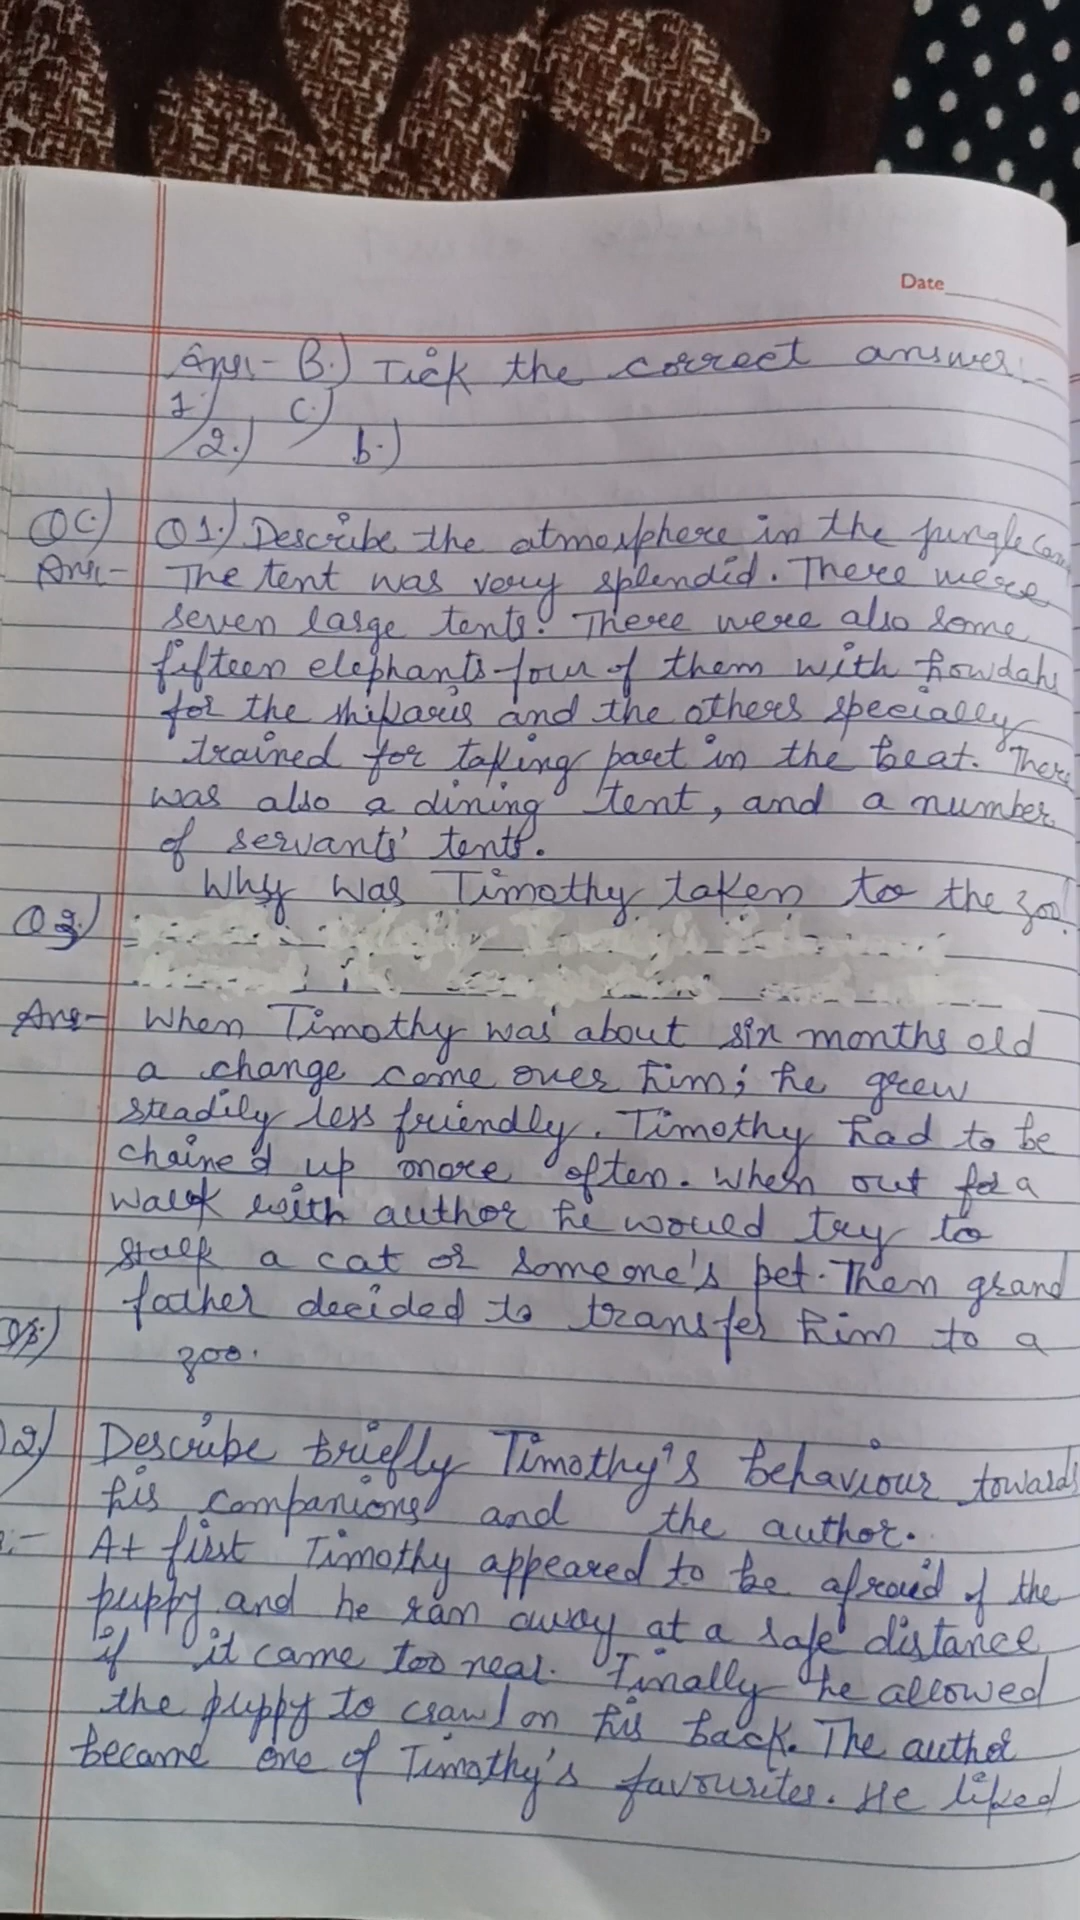 Date
Ans:- B.) Tick the correct answer:-
1.) c.)
2.) b.)
Q C.) Q 1.) Describe the atmosphere in the jungle
Ans:- The tent was very splendid. There were
seven large tents. There were also some
fifteen elephants-four of them with howdahs
for the shikaris and the others specially
trained for taking part in the beat. There
was also a dining tent, and a number
of servants' tents.
Why was Timothy taken to the zoo?
Q 3.)
Ans- When Timothy was about six months old
a change come over him; he grew
steadily less friendly. Timothy had to be
chained up more often. When out for a
walk with author he would try to
stalk a cat or someone's pet. Then grand
father decided to transfer him to a
zoo.
2.) Describe briefly Timothy's behaviour towards
his companions and the author.
:- At first Timothy appeared to be afraid of the
puppy and he ran away at a safe distance
if it came too near. Finally he allowed
the puppy to crawl on his back. The author
became one of Timothy's favourites. He liked